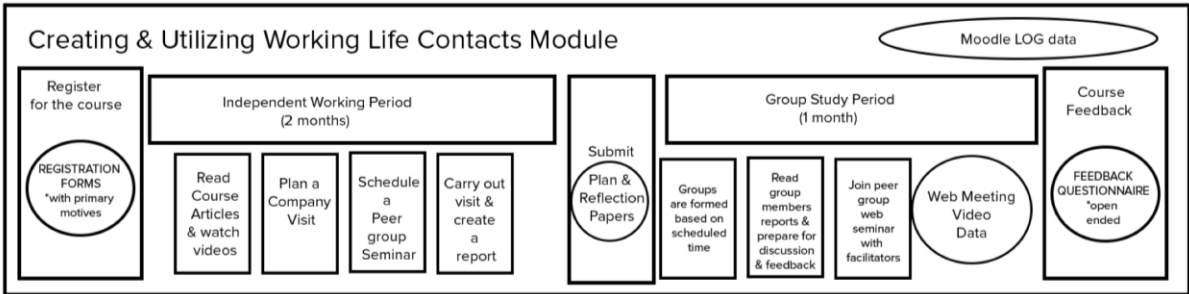 Creating & Utilizing Working Life Contacts Module
Moodle LOG data
Register
for the course
REGISTRATION
FORMS
*with primary
motives
Independent Working Period
(2 months)
Read
Course
Articles
& watch
videos
Plan a
Company
Visit
Schedule
a
Peer
group
Seminar
Carry out
visit &
create
a
report
Submit
Plan &
Reflection
Papers
Group Study Period
(1 month)
Groups
are formed
based on
scheduled
time
Read
group
members
reports &
prepare for
discussion
& feedback
Join peer
group
web
seminar
with
facilitators
Web Meeting
Video
Data
Course
Feedback
FEEDBACK
QUESTIONNAIRE
*open
ended